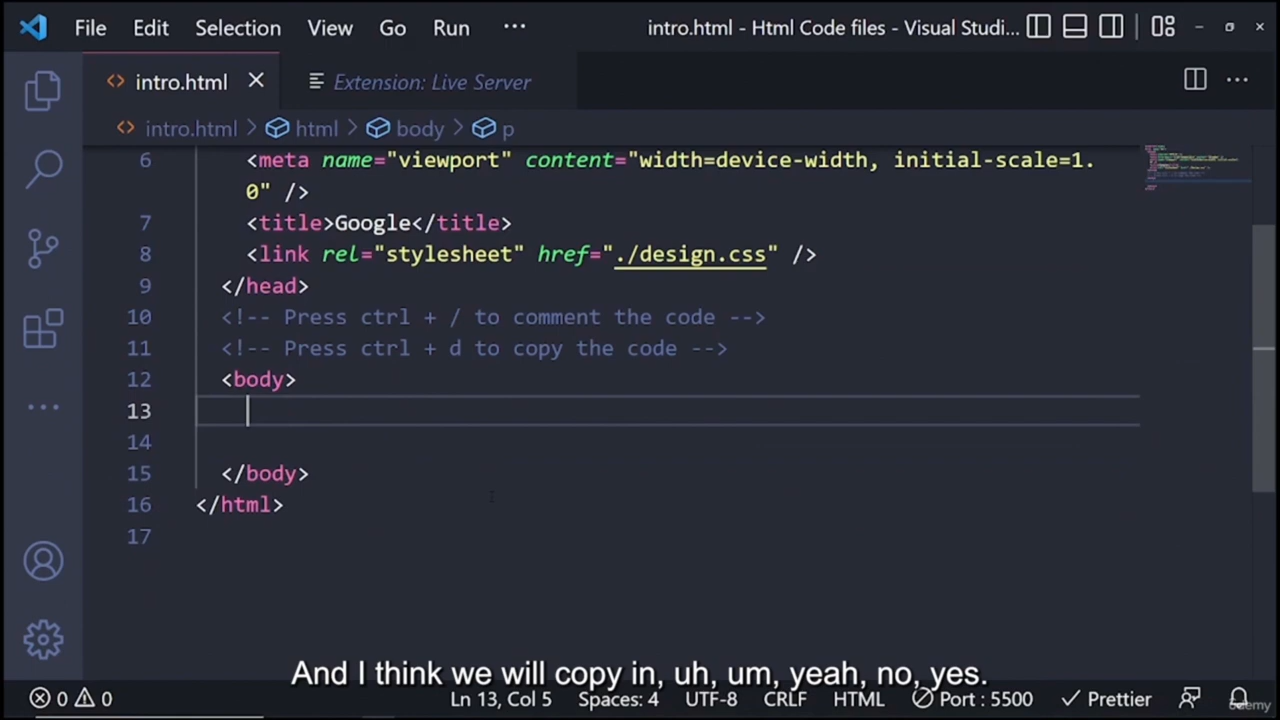 File Edit Selection View Go Run ··· intro.html - Html Code files - Visual Studi...
intro.html Extension: Live Server
intro.html > html > body > p
6 <meta name="viewport" content="width=device-width, initial-scale=1.
0" />
7 <title>Google</title>
8 <link rel="stylesheet" href="./design.css" />
9 </head>
10 <!-- Press ctrl + / to comment the code -->
11 <!-- Press ctrl + d to copy the code -->
12 <body>
13
14
15 </body>
16 </html>
17
And I think we will copy in, uh, um, yeah, no, yes.
0 0 Ln 13, Col 5 Spaces: 4 UTF-8 CRLF HTML Port : 5500 Prettier
udemy